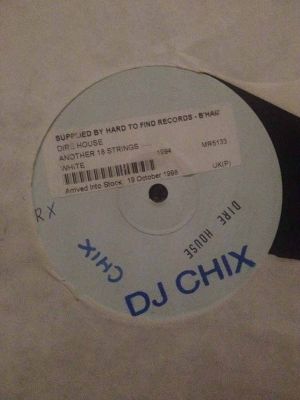 SUPPLIED BY HARD TO FIND RECORDS - B'HAM
DIRE HOUSE
ANOTHER 18 STRINGS 1994 MR5133
WHITE
Arrived Into Stock: 19 October 1998 UK(P)
RX
DIRE HOUSE
CHIX
DJ CHIX